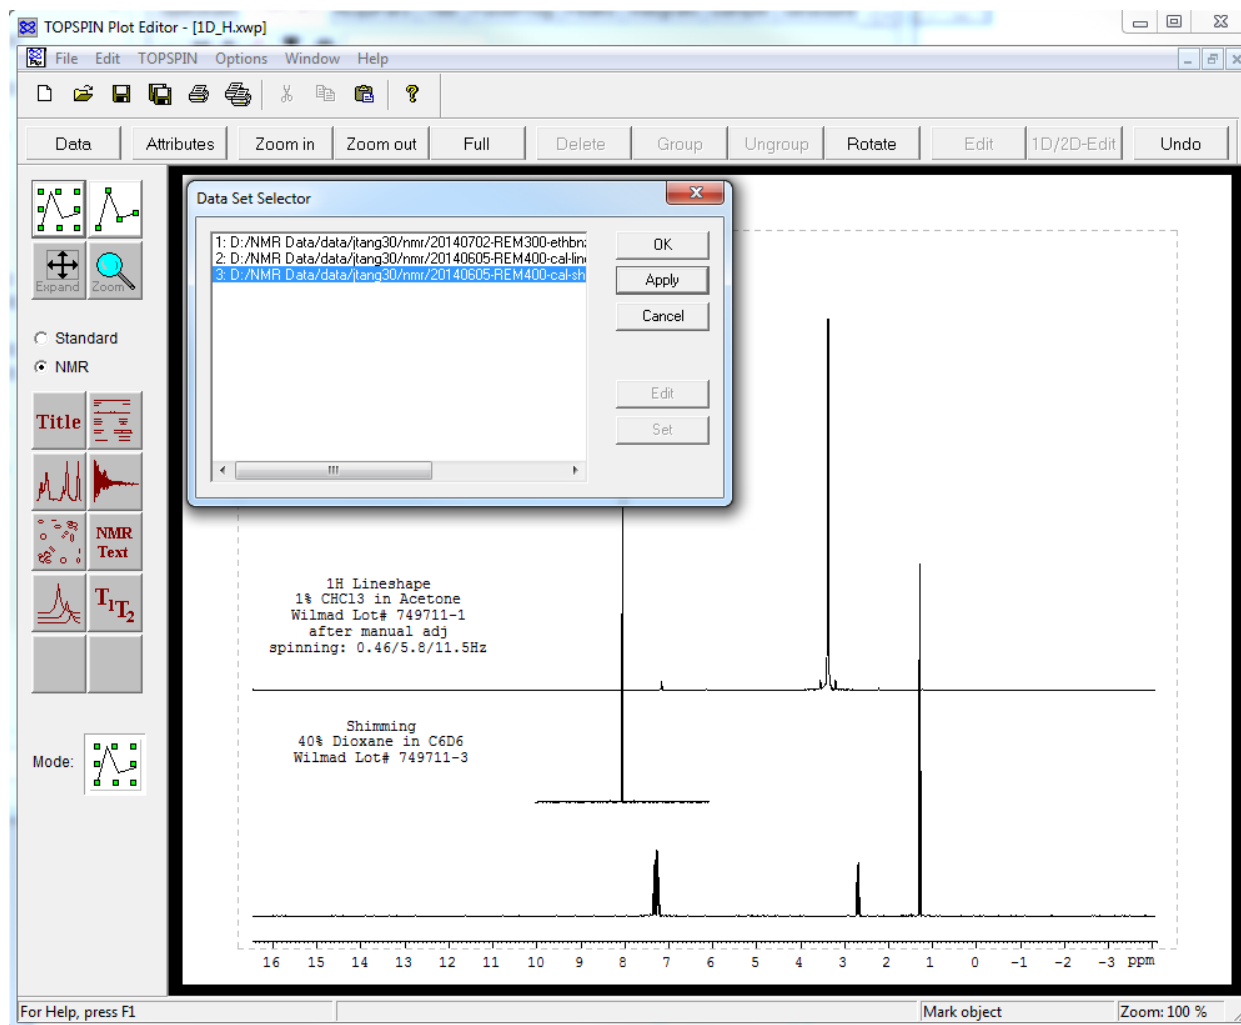 TOPSPIN Plot Editor - [1D_H.xwp]
File Edit TOPSPIN Options Window Help
Data Attributes Zoom in Zoom out Full Delete Group Ungroup Rotate Edit 1D/2D-Edit Undo
Data Set Selector
1: D:/NMR Data/data/jtang30/nmr/20140702-REM300-ethbn
2: D:/NMR Data/data/jtang30/nmr/20140605-REM400-cal-lin
3: D:/NMR Data/data/jtang30/nmr/20140605-REM400-cal-sh
OK
Apply
Cancel
Edit
Set
Expand Zoom
Standard
NMR
Title
NMR
Text
T1T2
Mode:
1H Lineshape
1% CHCl3 in Acetone
Wilmad Lot# 749711-1
after manual adj
spinning: 0.46/5.8/11.5Hz
Shimming
40% Dioxane in C6D6
Wilmad Lot# 749711-3
16 15 14 13 12 11 10 9 8 7 6 5 4 3 2 1 0 -1 -2 -3 ppm
For Help, press F1 Mark object Zoom: 100 %